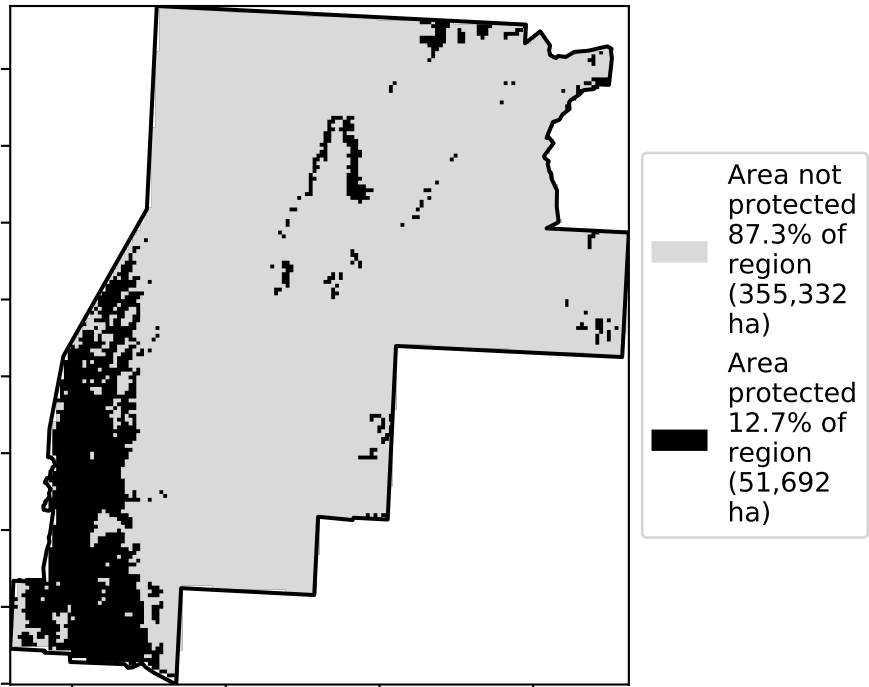 Area not
protected
87.3% of
region
(355,332
ha)
Area
protected
12.7% of
region
(51,692
ha)